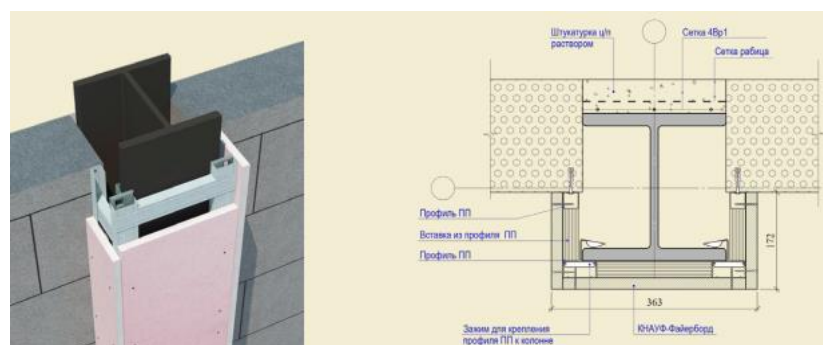 Штукатурка ц/п
раствором
Сетка 4Вр1
Сетка рабица
Профиль ПП
Вставка из профиля ПП
Профиль ПП
172
363
Зажим для крепления
профиля ПП к колонне
КНАУФ-Файерборд